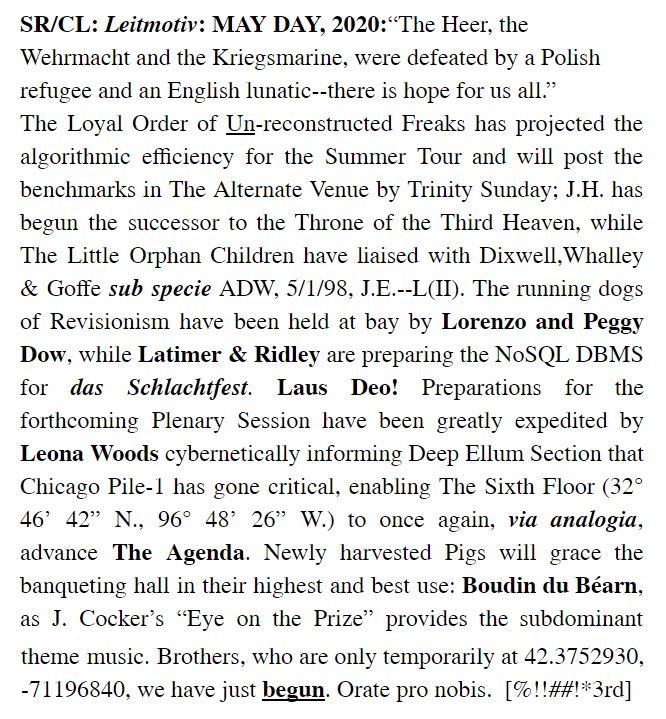 SR/CL: Leitmotiv: MAY DAY, 2020:“The Heer, the
Wehrmacht and the Kriegsmarine, were defeated by a Polish
refugee and an English lunatic--there is hope for us all.”
The Loyal Order of Un-reconstructed Freaks has projected the
algorithmic efficiency for the Summer Tour and will post the
benchmarks in The Alternate Venue by Trinity Sunday; J.H. has
begun the successor to the Throne of the Third Heaven, while
The Little Orphan Children have liaised with Dixwell,Whalley
& Goffe sub specie ADW, 5/1/98, J.E.--L(II). The running dogs
of Revisionism have been held at bay by Lorenzo and Peggy
Dow, while Latimer & Ridley are preparing the NoSQL DBMS
for das Schlachtfest. Laus Deo! Preparations for the
forthcoming Plenary Session have been greatly expedited by
Leona Woods cybernetically informing Deep Ellum Section that
Chicago Pile-1 has gone critical, enabling The Sixth Floor (32°
46’ 42” N., 96° 48’ 26” W.) to once again, via analogia,
advance The Agenda. Newly harvested Pigs will grace the
banqueting hall in their highest and best use: Boudin du Béarn,
as J. Cocker’s “Eye on the Prize” provides the subdominant
theme music. Brothers, who are only temporarily at 42.3752930,
-71196840, we have just begun. Orate pro nobis. [%!!##!*3rd]